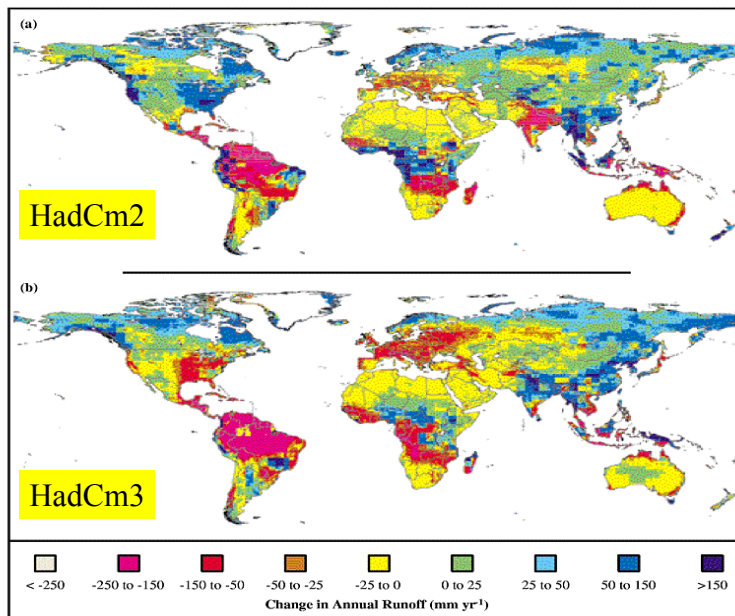 (a)
HadCm2
(b)
HadCm3
< -250 -250 to -150 -150 to -50 -50 to -25 -25 to 0 0 to 25 25 to 50 50 to 150 >150
Change in Annual Runoff (mm yr⁻¹)